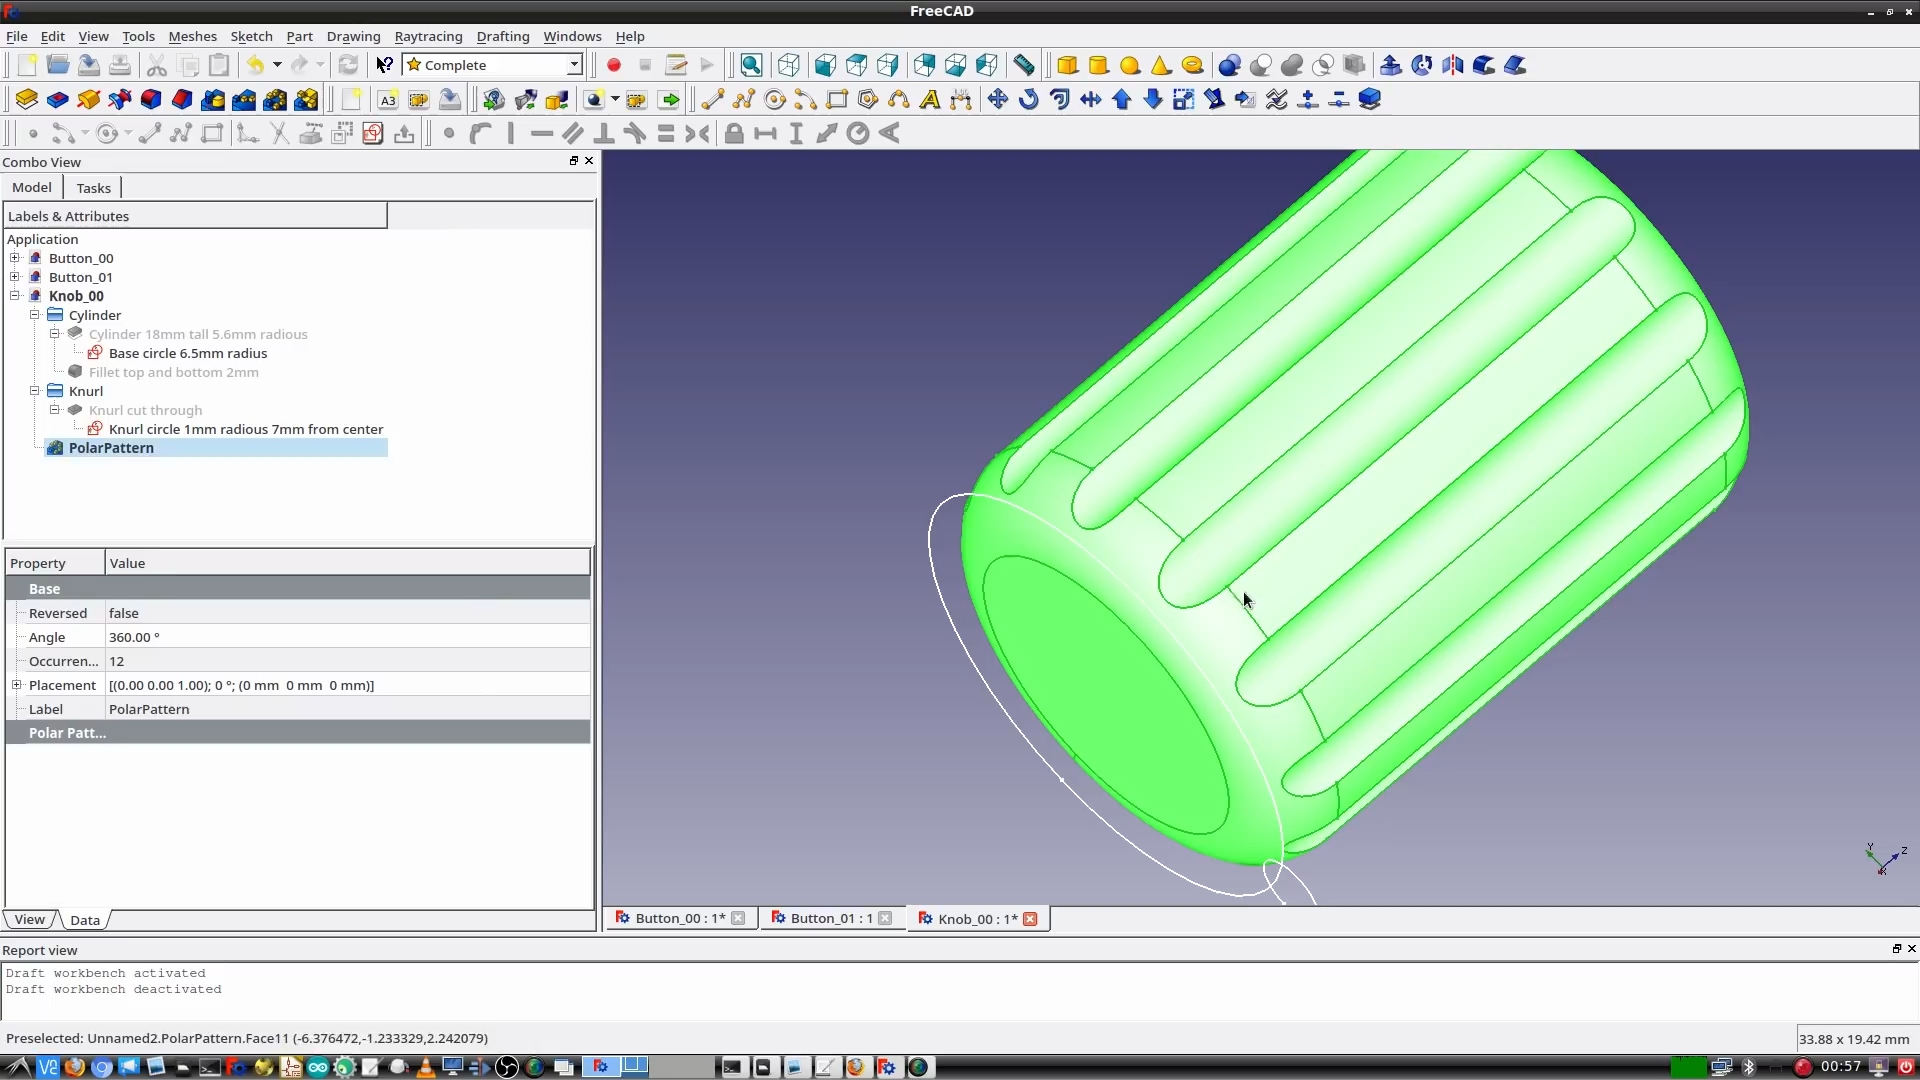 FreeCAD
File Edit View Tools Meshes Sketch Part Drawing Raytracing Drafting Windows Help
Complete
A3
Combo View
Model Tasks
Labels & Attributes
Application
Button_00
Button_01
Knob_00
Cylinder
Cylinder 18mm tall 5.6mm radious
Base circle 6.5mm radius
Fillet top and bottom 2mm
Knurl
Knurl cut through
Knurl circle 1mm radious 7mm from center
PolarPattern
Property Value
Base
Reversed false
Angle 360.00 °
Occurren... 12
Placement [(0.00 0.00 1.00); 0 °; (0 mm 0 mm 0 mm)]
Label PolarPattern
Polar Patt...
View Data
Y Z X
Button_00 : 1* Button_01 : 1 Knob_00 : 1*
Report view
Draft workbench activated
Draft workbench deactivated
Preselected: Unnamed2.PolarPattern.Face11 (-6.376472,-1.233329,2.242079)
33.88 x 19.42 mm
00:57